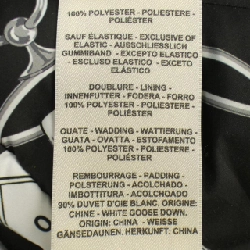 100% POLYESTER - POLIESTERE -
POLIÉSTER
SAUF ÉLASTIQUE - EXCLUSIVE OF
ELASTIC - AUSSCHLIESSLICH
GUMMIBAND - EXCEPTO ELÁSTICO -
ESCLUSO ELASTICO - EXCETO
ELÁSTICO
DOUBLURE - LINING -
INNENFUTTER - FODERA - FORRO
100% POLYESTER - POLIESTERE -
POLIÉSTER
OUATE - WADDING - WATTIERUNG -
GUATA - OVATTA - ESTOFAMENTO
100% POLYESTER - POLIESTERE -
POLIÉSTER
REMBOURRAGE - PADDING -
POLSTERUNG - ACOLCHADO -
IMBOTTITURA - ACOLCHOADO
90% DUVET D'OIE BLANC. ORIGINE:
CHINE - WHITE GOOSE DOWN.
ORIGIN: CHINA - WEISSE
GÄNSEDAUNEN. HERKUNFT: CHINA